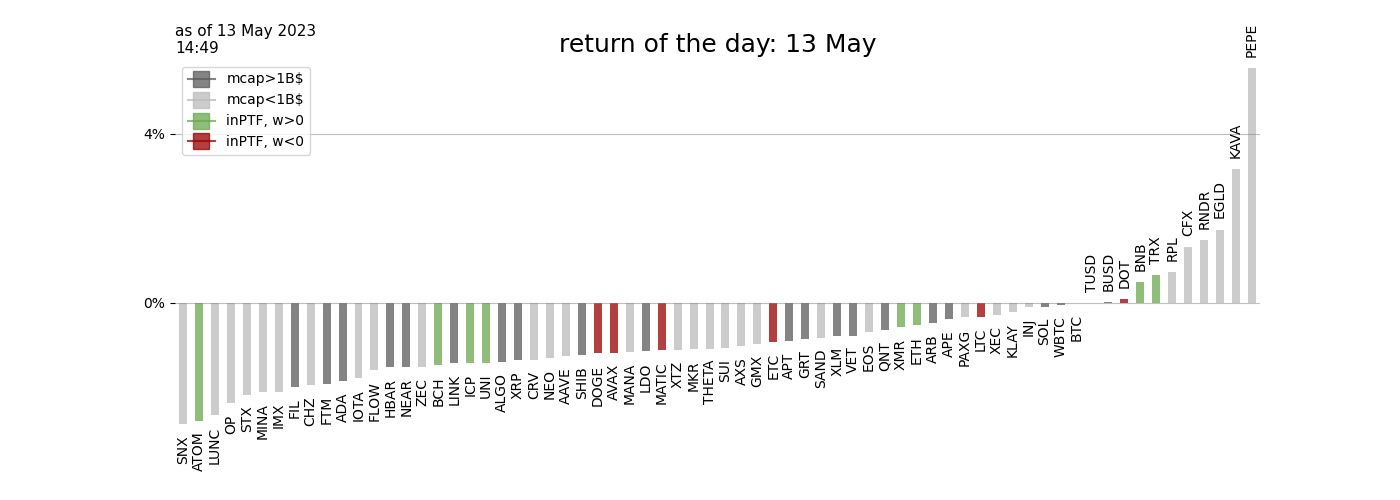 as of 13 May 2023
14:49
return of the day: 13 May
mcap>1B$
mcap<1B$
inPTF, w>0
inPTF, w<0
4%
0%
SNX
ATOM
LUNC
OP
STX
MINA
IMX
FIL
CHZ
FTM
ADA
IOTA
FLOW
HBAR
NEAR
ZEC
BCH
LINK
ICP
UNI
ALGO
XRP
CRV
NEO
AAVE
SHIB
DOGE
AVAX
MANA
LDO
MATIC
XTZ
MKR
THETA
SUI
AXS
GMX
ETC
APT
GRT
SAND
XLM
VET
EOS
QNT
XMR
ETH
ARB
APE
PAXG
LTC
XEC
KLAY
INJ
SOL
WBTC
BTC
TUSD
BUSD
DOT
BNB
TRX
RPL
CFX
RNDR
EGLD
KAVA
PEPE